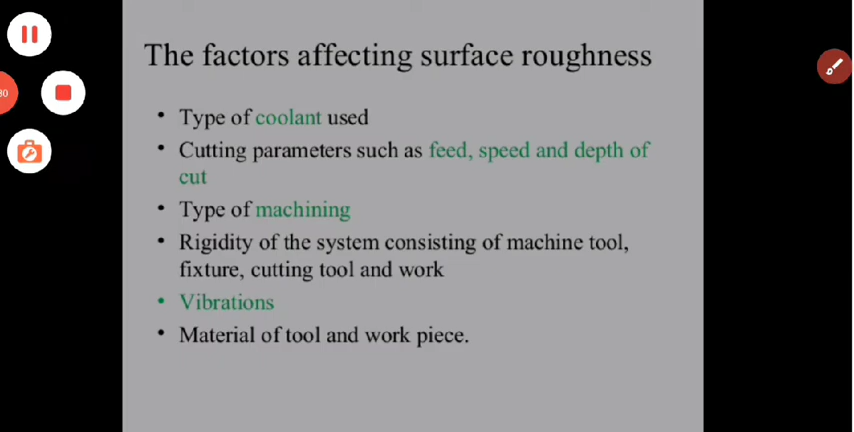 The factors affecting surface roughness
• Type of coolant used
• Cutting parameters such as feed, speed and depth of
cut
• Type of machining
• Rigidity of the system consisting of machine tool,
fixture, cutting tool and work
• Vibrations
• Material of tool and work piece.